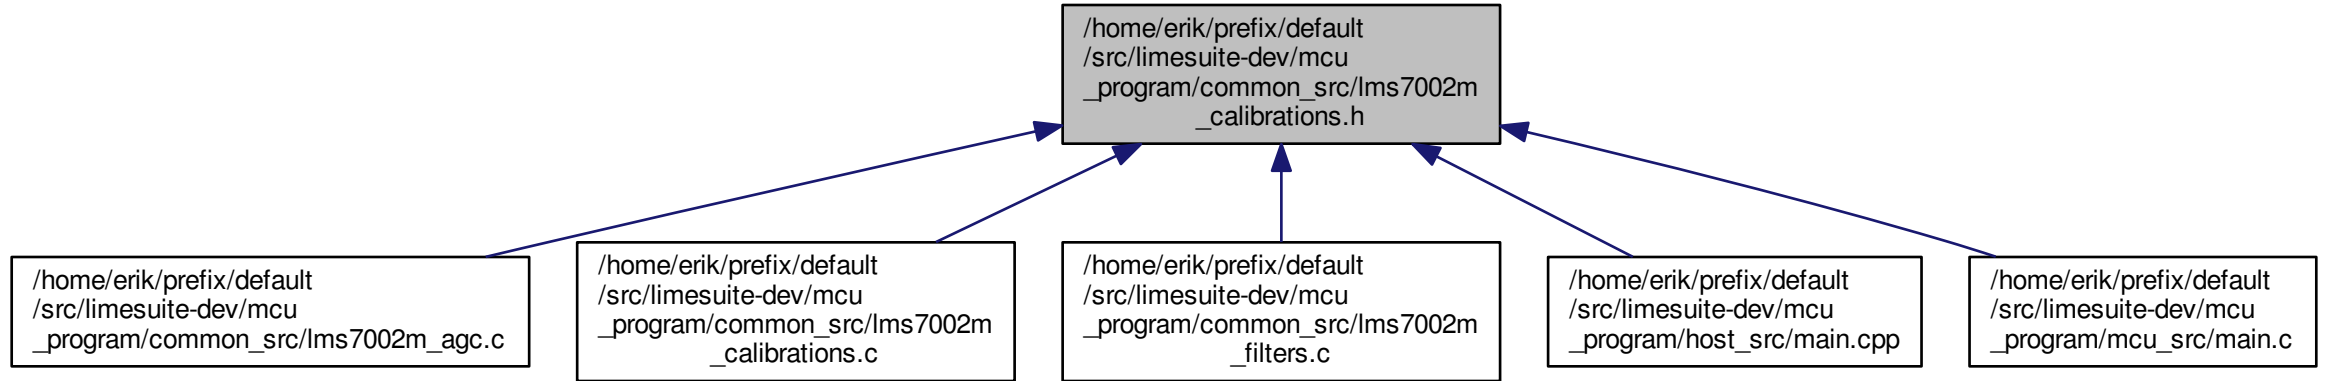 /home/erik/prefix/default
/src/limesuite-dev/mcu
_program/common_src/lms7002m
_calibrations.h
/home/erik/prefix/default
/src/limesuite-dev/mcu
_program/common_src/lms7002m_agc.c
/home/erik/prefix/default
/src/limesuite-dev/mcu
_program/common_src/lms7002m
_calibrations.c
/home/erik/prefix/default
/src/limesuite-dev/mcu
_program/common_src/lms7002m
_filters.c
/home/erik/prefix/default
/src/limesuite-dev/mcu
_program/host_src/main.cpp
/home/erik/prefix/default
/src/limesuite-dev/mcu
_program/mcu_src/main.c